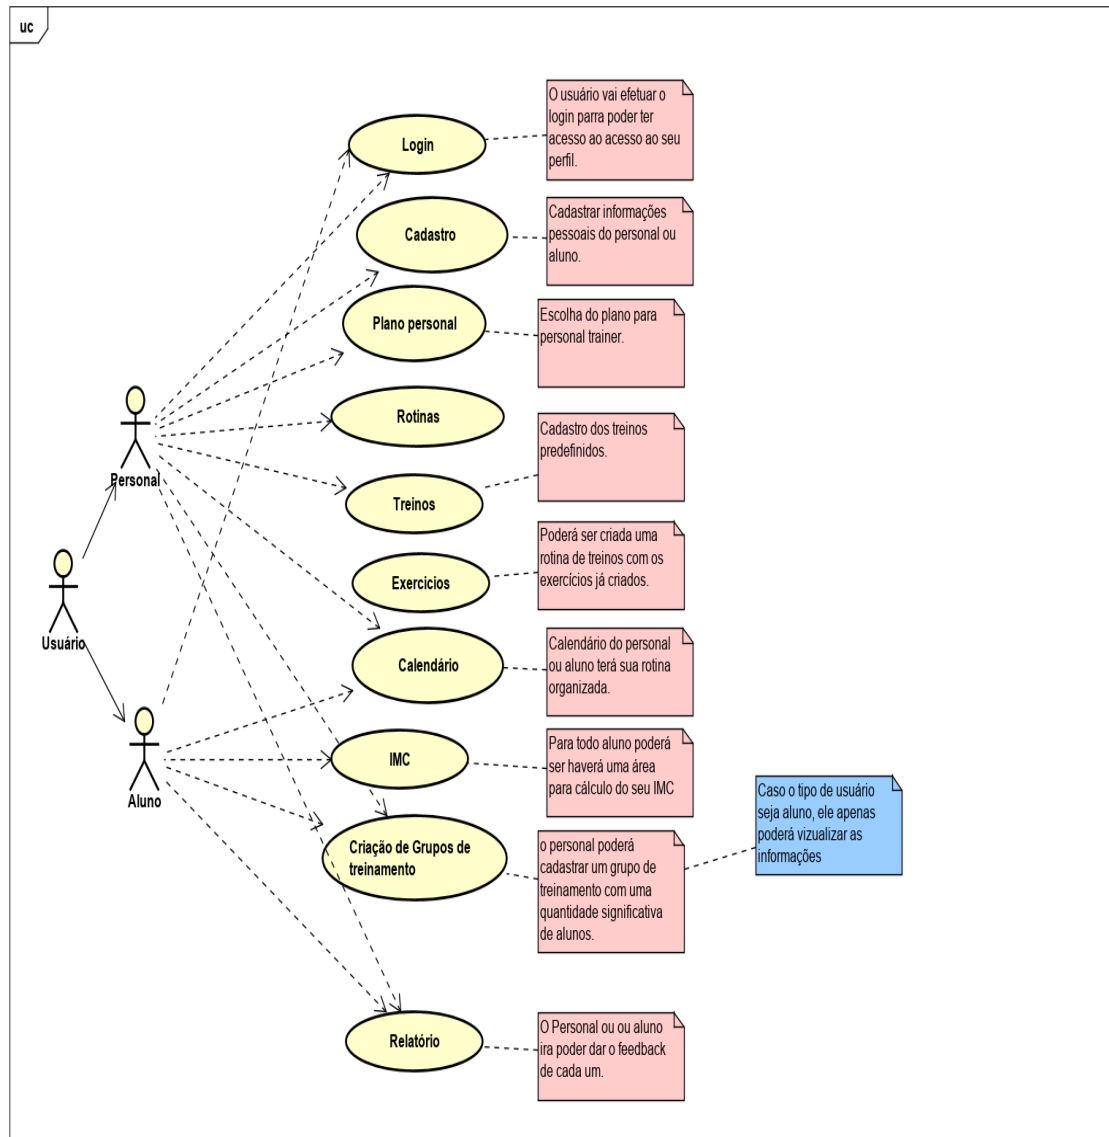 uc
O usuário vai efetuar o
login parra poder ter
acesso ao acesso ao seu
perfil.
Login
Cadastrar informações
pessoais do personal ou
aluno.
Cadastro
Escolha do plano para
personal trainer.
Plano personal
Rotinas
Cadastro dos treinos
predefinidos.
Personal
Treinos
Poderá ser criada uma
rotina de treinos com os
exercícios já criados.
Exercicios
Usuário
Calendário do personal
ou aluno terá sua rotina
organizada.
Calendário
Para todo aluno poderá
ser haverá uma área
para cálculo do seu IMC
IMC
Aluno
Caso o tipo de usuário
seja aluno, ele apenas
poderá vizualizar as
informações
Criação de Grupos de
treinamento
o personal poderá
cadastrar um grupo de
treinamento com uma
quantidade significativa
de alunos.
Relatório
O Personal ou ou aluno
ira poder dar o feedback
de cada um.